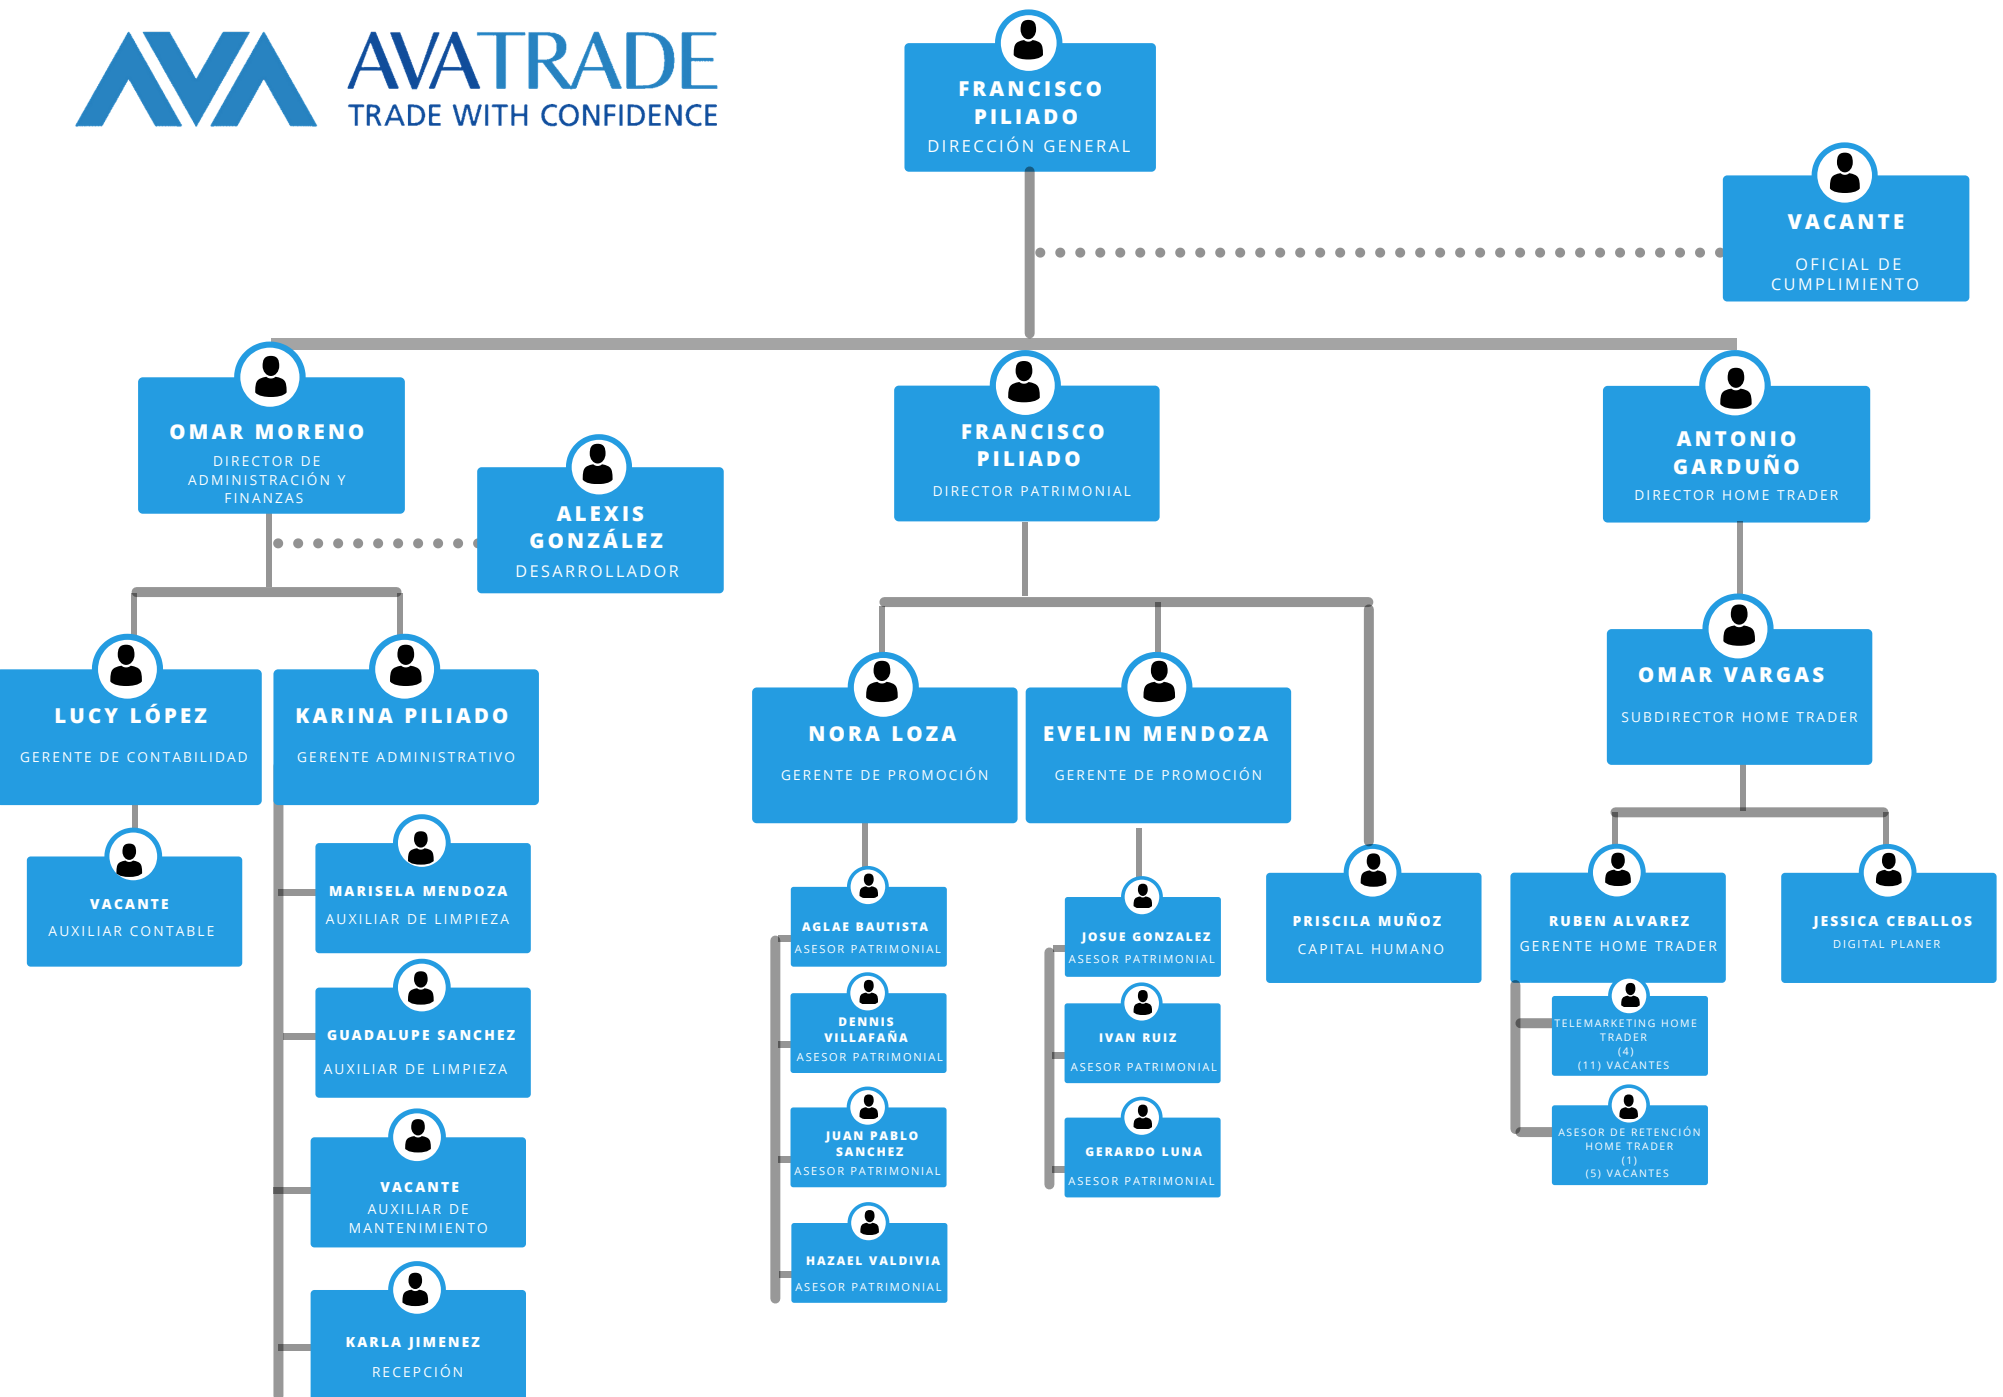 AVATRADE
TRADE WITH CONFIDENCE
FRANCISCO
PILIADO
DIRECCIÓN GENERAL
VACANTE
OFICIAL DE
CUMPLIMIENTO
OMAR MORENO
DIRECTOR DE
ADMINISTRACIÓN Y
FINANZAS
ALEXIS
GONZÁLEZ
DESARROLLADOR
FRANCISCO
PILIADO
DIRECTOR PATRIMONIAL
ANTONIO
GARDUÑO
DIRECTOR HOME TRADER
LUCY LÓPEZ
GERENTE DE CONTABILIDAD
KARINA PILIADO
GERENTE ADMINISTRATIVO
NORA LOZA
GERENTE DE PROMOCIÓN
EVELIN MENDOZA
GERENTE DE PROMOCIÓN
OMAR VARGAS
SUBDIRECTOR HOME TRADER
VACANTE
AUXILIAR CONTABLE
MARISELA MENDOZA
AUXILIAR DE LIMPIEZA
GUADALUPE SANCHEZ
AUXILIAR DE LIMPIEZA
VACANTE
AUXILIAR DE
MANTENIMIENTO
KARLA JIMENEZ
RECEPCIÓN
AGLAE BAUTISTA
ASESOR PATRIMONIAL
DENNIS
VILLAFAÑA
ASESOR PATRIMONIAL
JUAN PABLO
SANCHEZ
ASESOR PATRIMONIAL
HAZAEL VALDIVIA
ASESOR PATRIMONIAL
JOSUE GONZALEZ
ASESOR PATRIMONIAL
IVAN RUIZ
ASESOR PATRIMONIAL
GERARDO LUNA
ASESOR PATRIMONIAL
PRISCILA MUÑOZ
CAPITAL HUMANO
RUBEN ALVAREZ
GERENTE HOME TRADER
JESSICA CEBALLOS
DIGITAL PLANER
TELEMARKETING HOME
TRADER
(4)
(11) VACANTES
ASESOR DE RETENCIÓN
HOME TRADER
(1)
(5) VACANTES